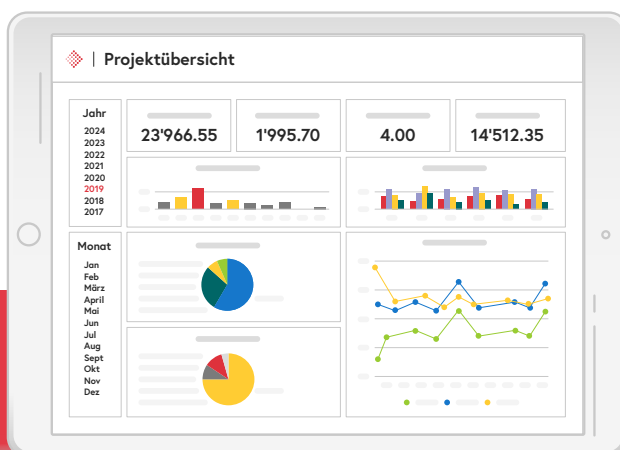 Projektübersicht
Jahr
2024
2023
2022
2021
2020
2019
2018
2017
23'966.55
1'995.70
4.00
14'512.35
Monat
Jan
Feb
März
April
Mai
Jun
Jul
Aug
Sept
Okt
Nov
Dez